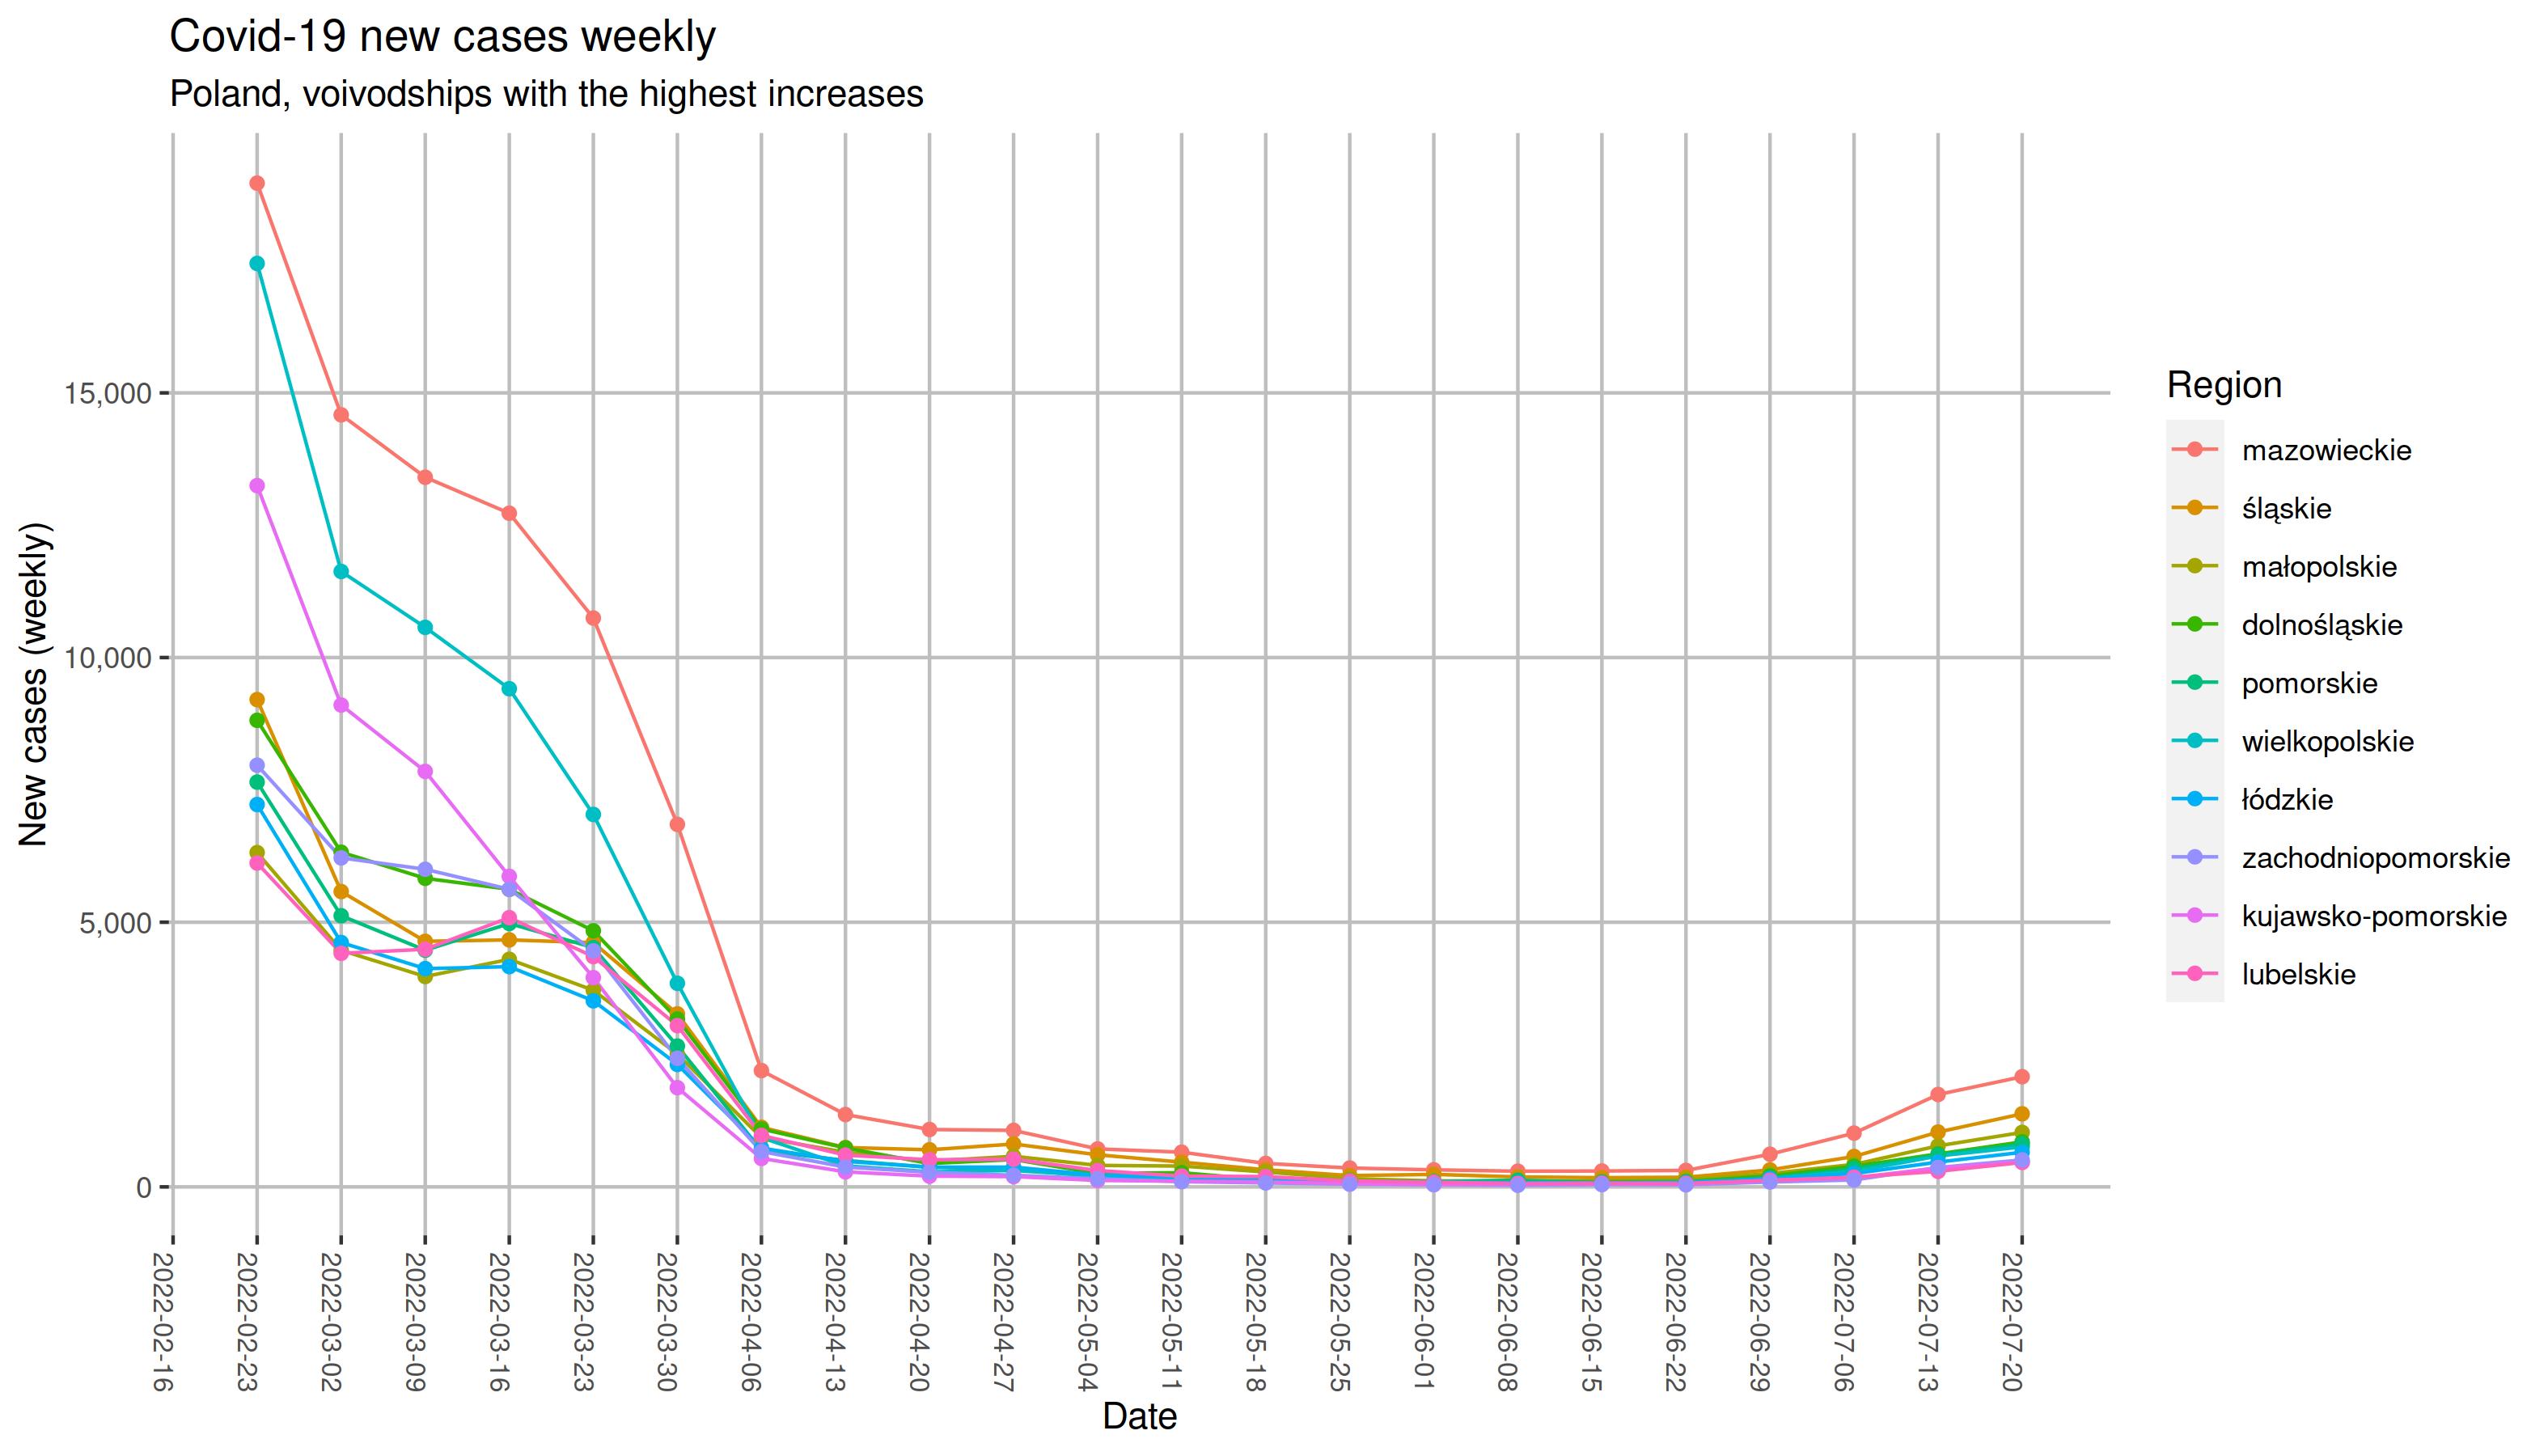 Covid-19 new cases weekly
Poland, voivodships with the highest increases
New cases (weekly)
15,000
10,000
5,000
0
2022-02-16
2022-02-23
2022-03-02
2022-03-09
2022-03-16
2022-03-23
2022-03-30
2022-04-06
2022-04-13
2022-04-20
2022-04-27
2022-05-04
2022-05-11
2022-05-18
2022-05-25
2022-06-01
2022-06-08
2022-06-15
2022-06-22
2022-06-29
2022-07-06
2022-07-13
2022-07-20
Date
Region
mazowieckie
śląskie
małopolskie
dolnośląskie
pomorskie
wielkopolskie
łódzkie
zachodniopomorskie
kujawsko-pomorskie
lubelskie